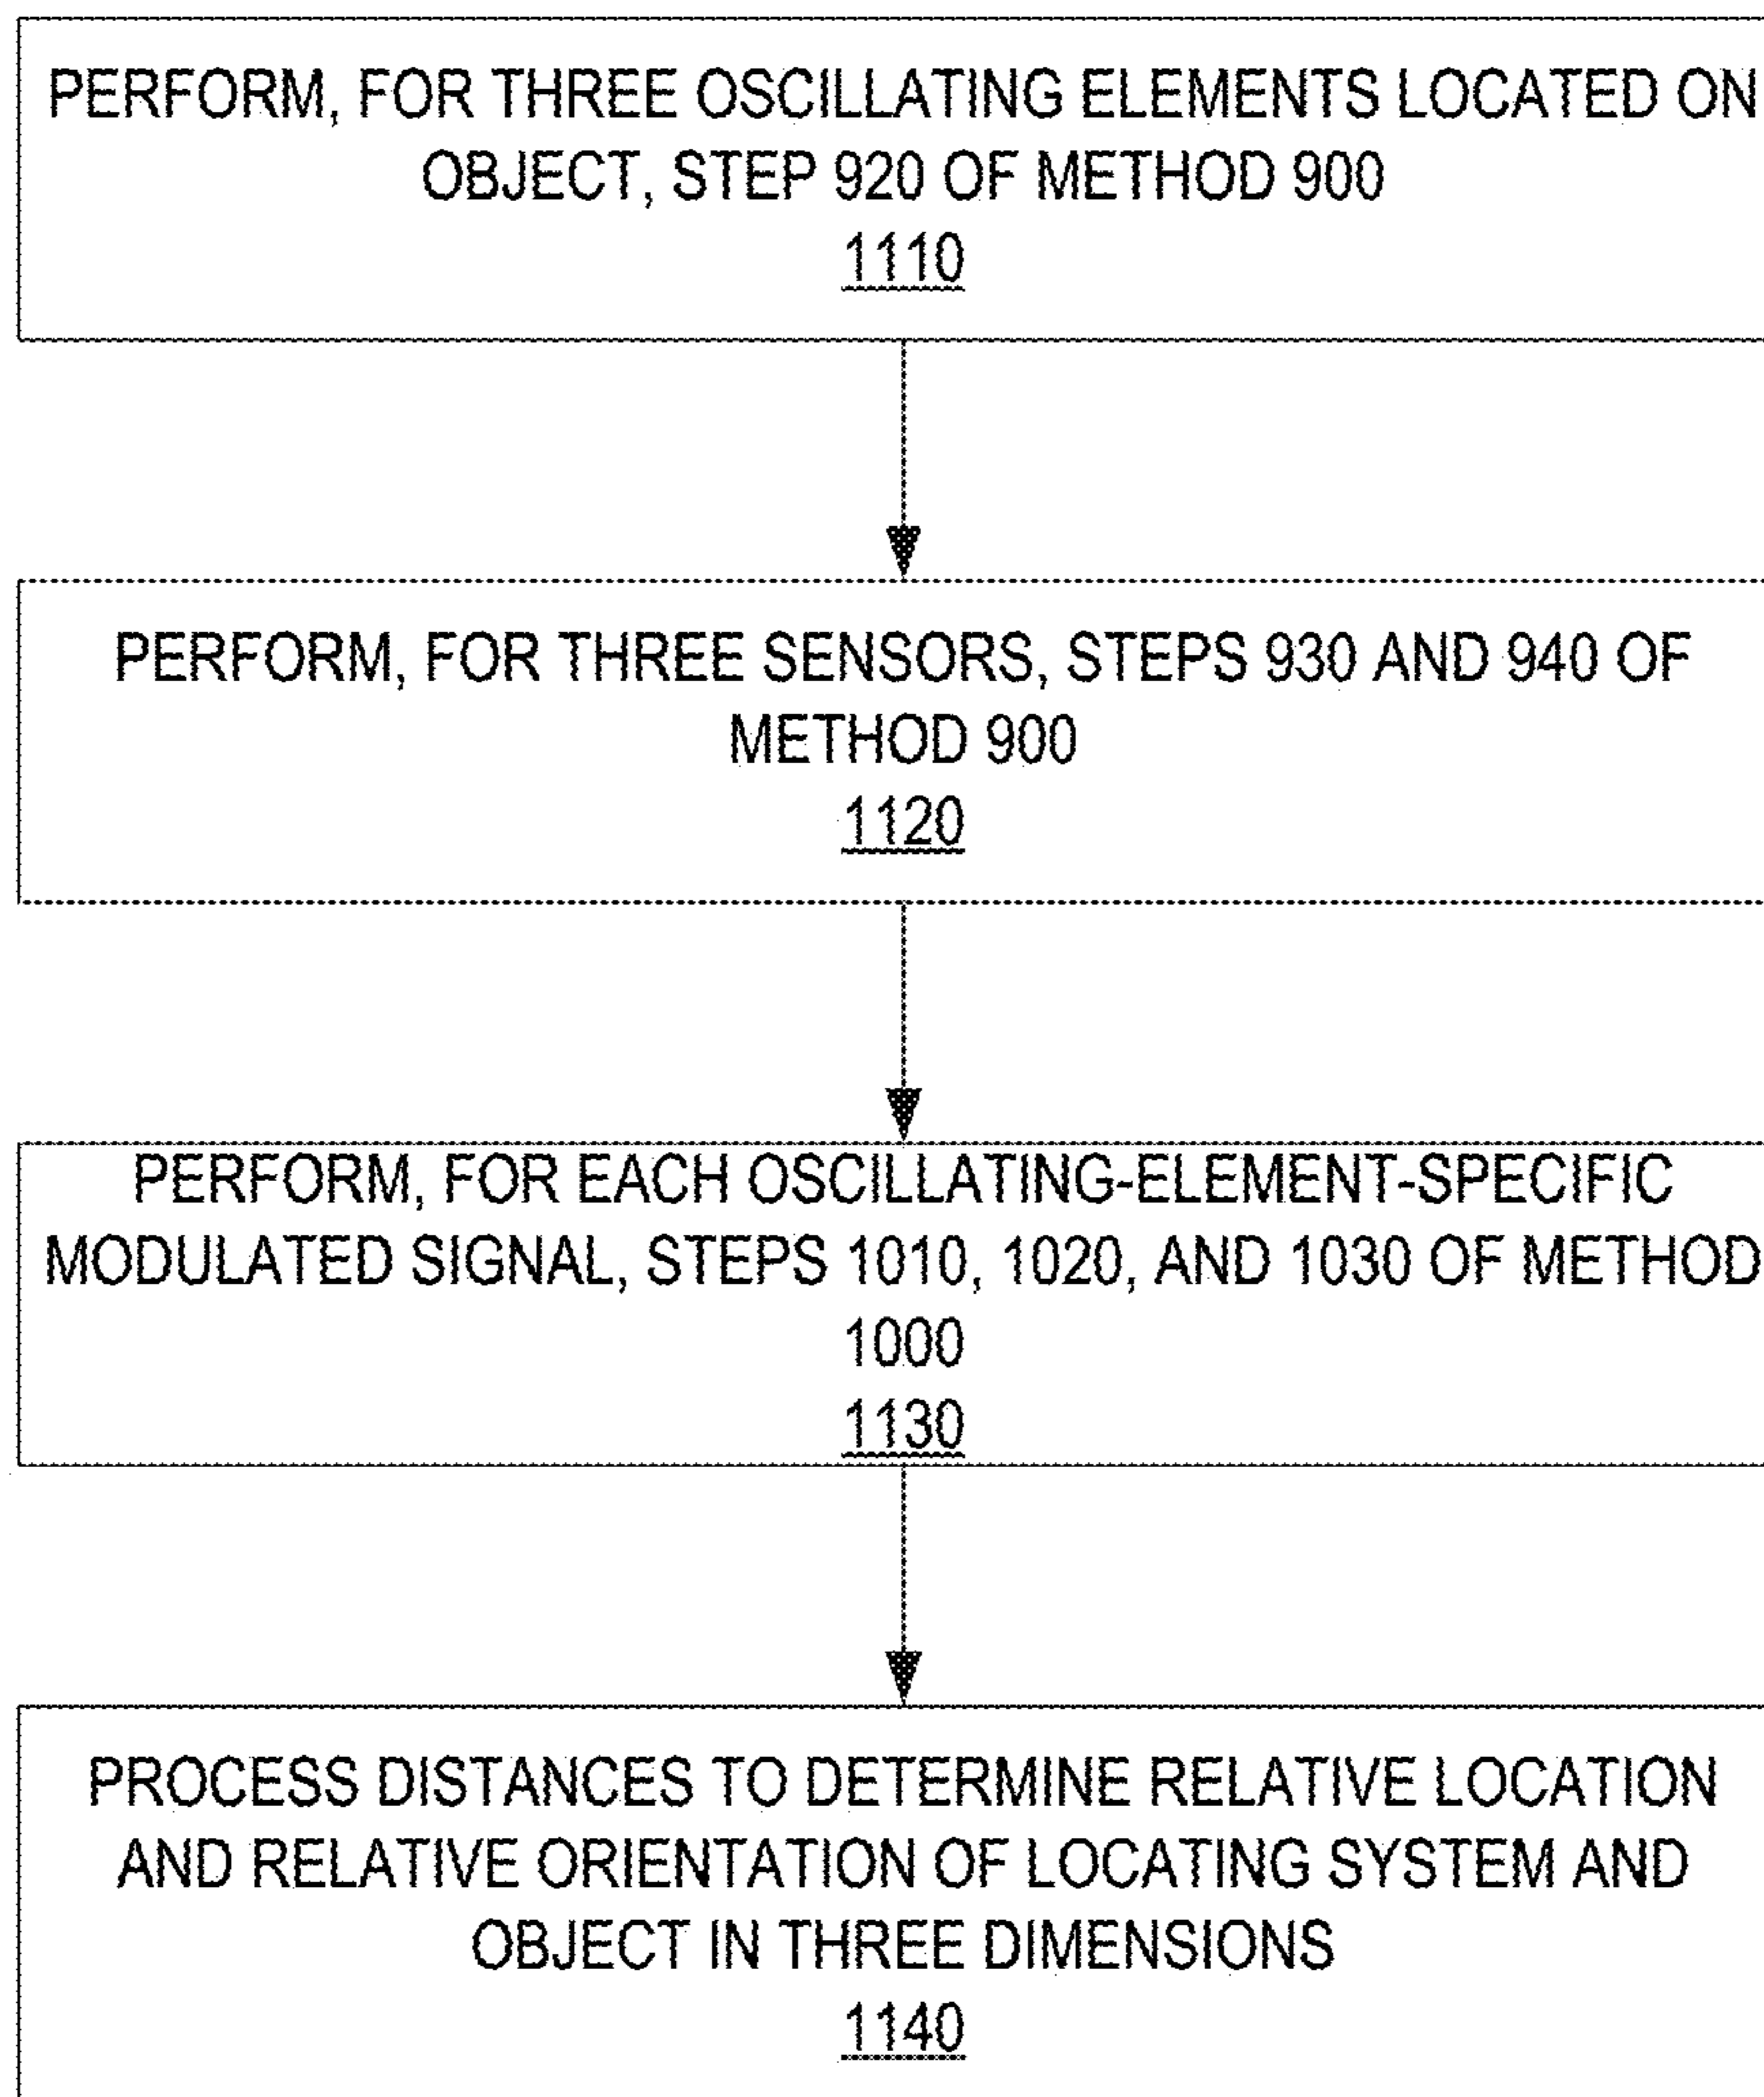 PERFORM, FOR THREE OSCILLATING ELEMENTS LOCATED ON
OBJECT, STEP 920 OF METHOD 900
1110
PERFORM, FOR THREE SENSORS, STEPS 930 AND 940 OF
METHOD 900
1120
PERFORM, FOR EACH OSCILLATING-ELEMENT-SPECIFIC
MODULATED SIGNAL, STEPS 1010, 1020, AND 1030 OF METHOD
1000
1130
PROCESS DISTANCES TO DETERMINE RELATIVE LOCATION
AND RELATIVE ORIENTATION OF LOCATING SYSTEM AND
OBJECT IN THREE DIMENSIONS
1140